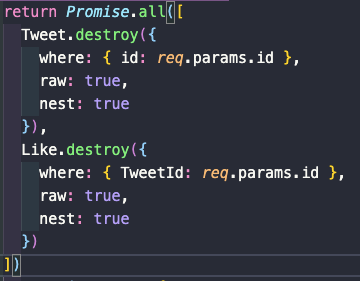 return Promise.all([
Tweet.destroy({
where: { id: req.params.id },
raw: true,
nest: true
}),
Like.destroy({
where: { TweetId: req.params.id },
raw: true,
nest: true
})
])